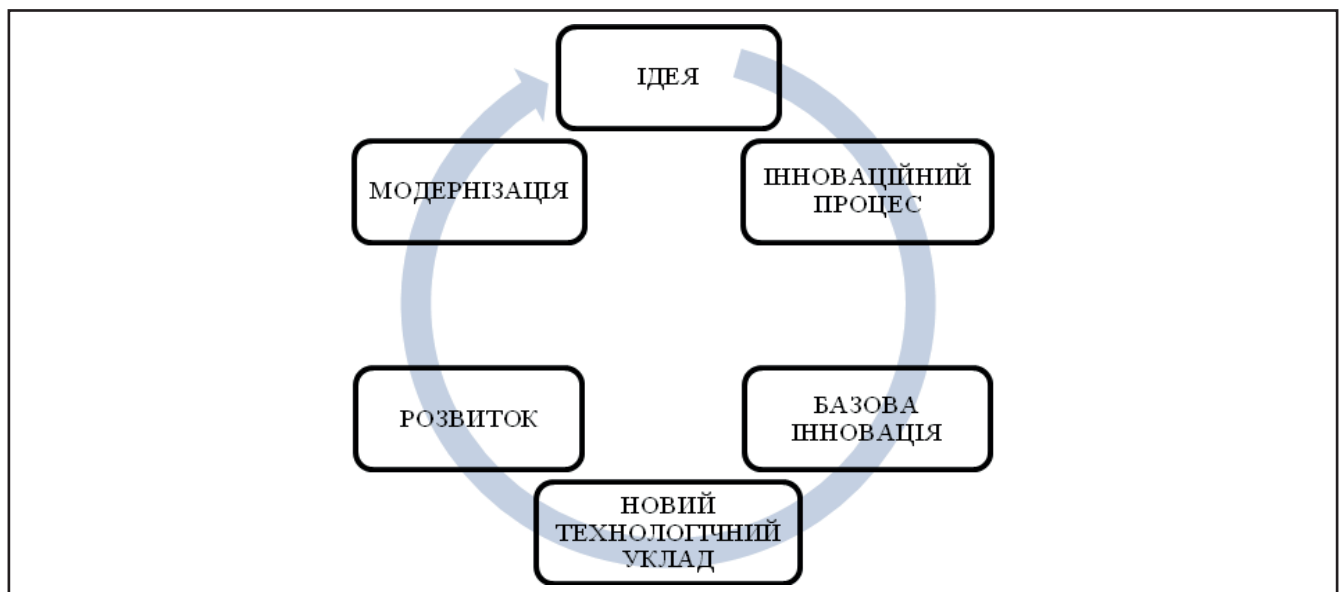 ІДЕЯ
ІННОВАЦІЙНИЙ
ПРОЦЕС
БАЗОВА
ІННОВАЦІЯ
НОВИЙ
ТЕХНОЛОГІЧНИЙ
УКЛАД
РОЗВИТОК
МОДЕРНІЗАЦІЯ